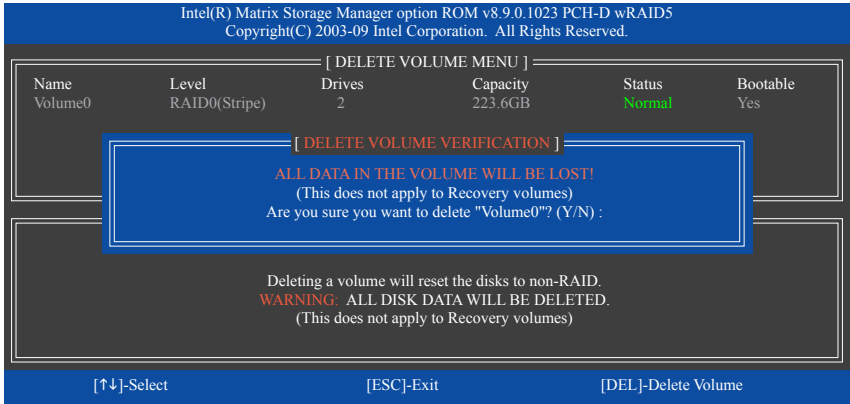 Intel(R) Matrix Storage Manager option ROM v8.9.0.1023 PCH-D wRAID5
Copyright(C) 2003-09 Intel Corporation. All Rights Reserved.
[ DELETE VOLUME MENU ]
Name Level Drives Capacity Status Bootable
Volume0 RAID0(Stripe) 2 223.6GB Normal Yes
[ DELETE VOLUME VERIFICATION ]
ALL DATA IN THE VOLUME WILL BE LOST!
(This does not apply to Recovery volumes)
Are you sure you want to delete "Volume0"? (Y/N) :
Deleting a volume will reset the disks to non-RAID.
WARNING: ALL DISK DATA WILL BE DELETED.
(This does not apply to Recovery volumes)
[↑↓]-Select [ESC]-Exit [DEL]-Delete Volume